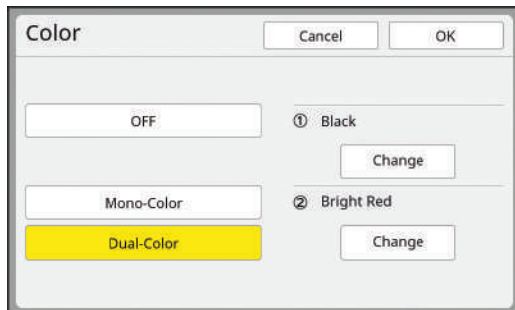 Color
Cancel
OK
OFF
① Black
Change
Mono-Color
② Bright Red
Dual-Color
Change